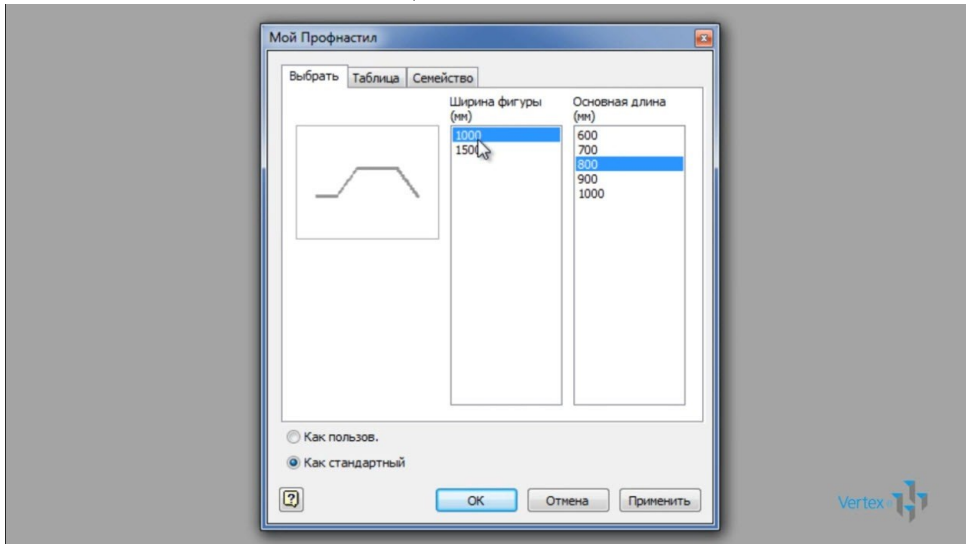 Мой Профнастил
Выбрать Таблица Семейство
Ширина фигуры
(мм)
1000
1500
Основная длина
(мм)
600
700
800
900
1000
Как пользов.
Как стандартный
OK Отмена Применить
Vertex